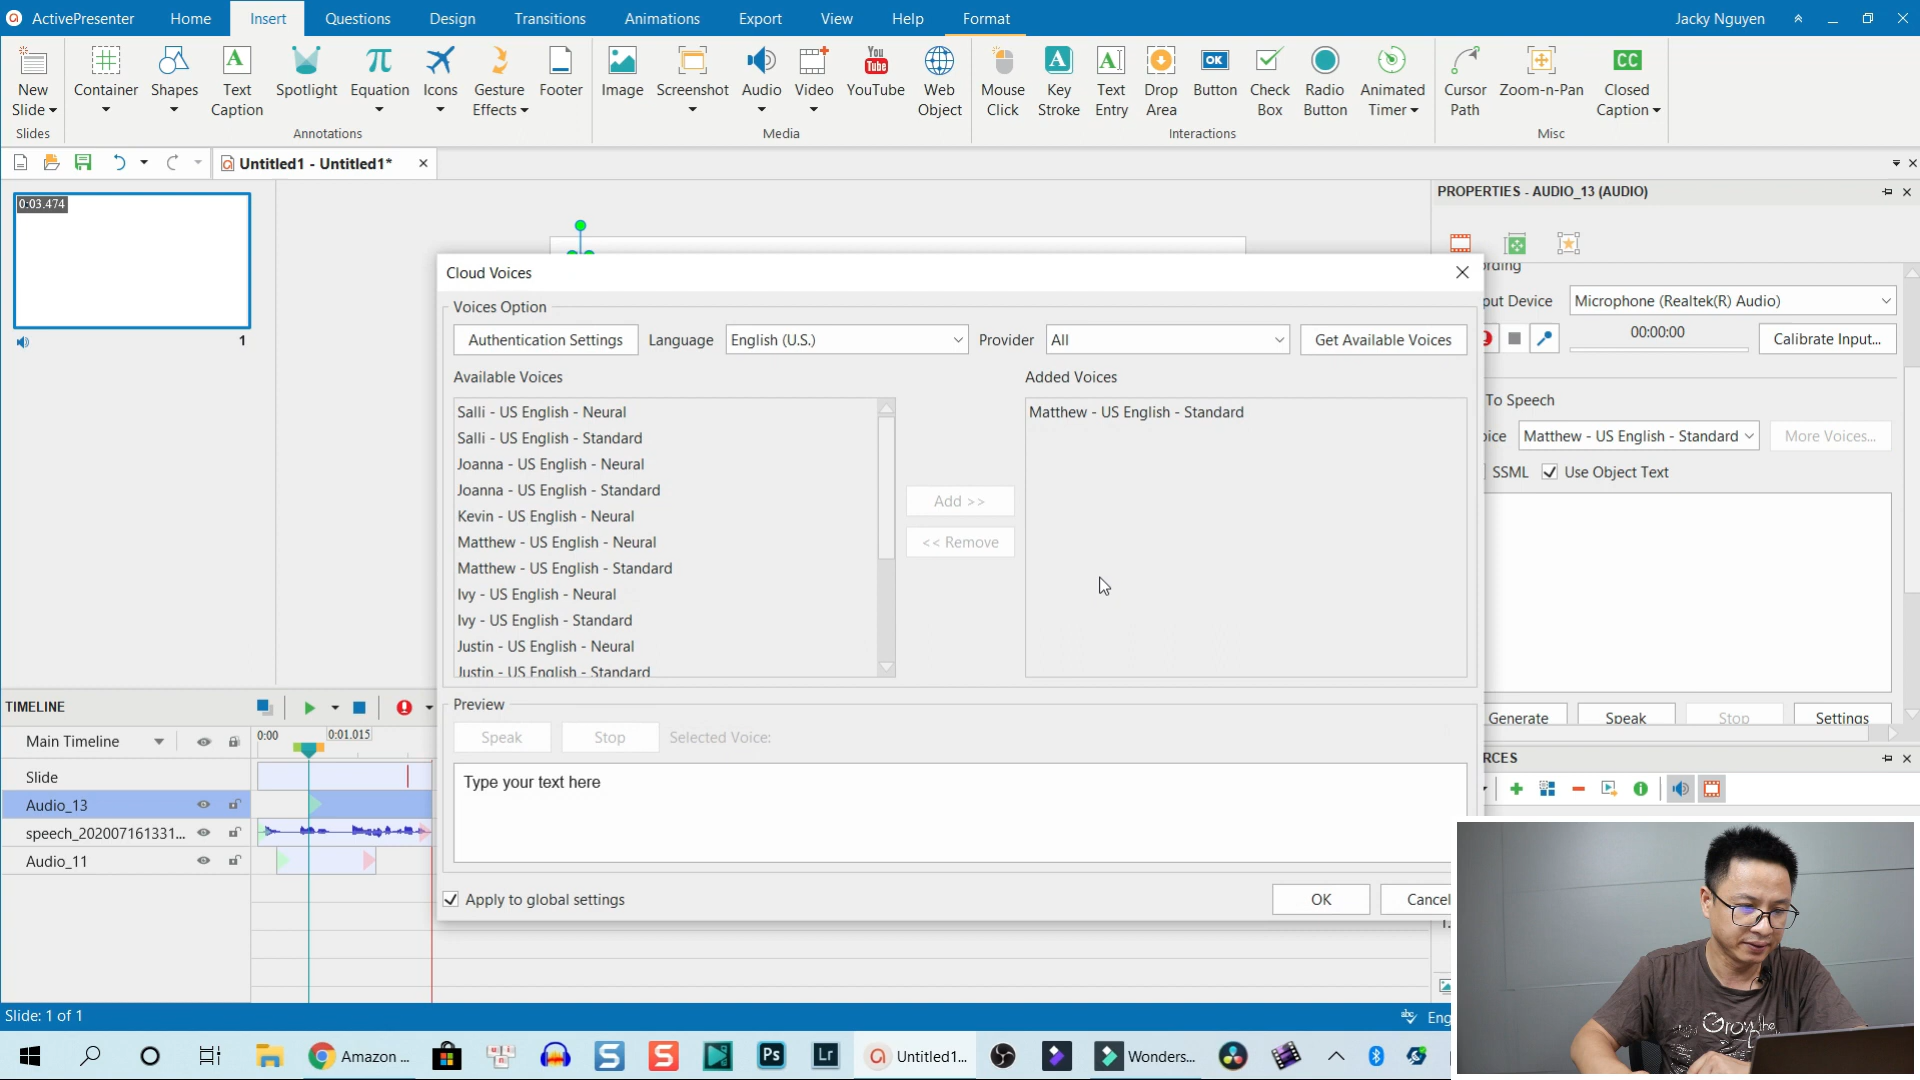 ActivePresenter Home Insert Questions Design Transitions Animations Export View Help Format Jacky Nguyen
New Slide Container Shapes Text Caption Spotlight Equation Icons Gesture Effects Footer Image Screenshot Audio Video YouTube Web Object Mouse Click Key Stroke Text Entry Drop Area Button Check Box Radio Button Animated Timer Cursor Path Zoom-n-Pan Closed Caption
Slides Annotations Media Interactions Misc
Untitled1 - Untitled1*
PROPERTIES - AUDIO_13 (AUDIO)
0:03.474
1
Cloud Voices
Voices Option
Authentication Settings Language English (U.S.) Provider All Get Available Voices
Available Voices
Added Voices
Salli - US English - Neural
Salli - US English - Standard
Joanna - US English - Neural
Joanna - US English - Standard
Kevin - US English - Neural
Matthew - US English - Neural
Matthew - US English - Standard
Ivy - US English - Neural
Ivy - US English - Standard
Justin - US English - Neural
Justin - US English - Standard
Add >>
<< Remove
Matthew - US English - Standard
Preview
Speak Stop Selected Voice:
Type your text here
Apply to global settings
OK Cancel
Device Microphone (Realtek(R) Audio)
00:00:00
Calibrate Input...
To Speech
Matthew - US English - Standard More Voices...
SSML Use Object Text
Generate Speak Stop Settings
TIMELINE
Main Timeline 0:00 0:01.015
Slide
Audio_13
speech_202007161331...
Audio_11
Slide: 1 of 1
Amazon ... Untitled1... Wonders...